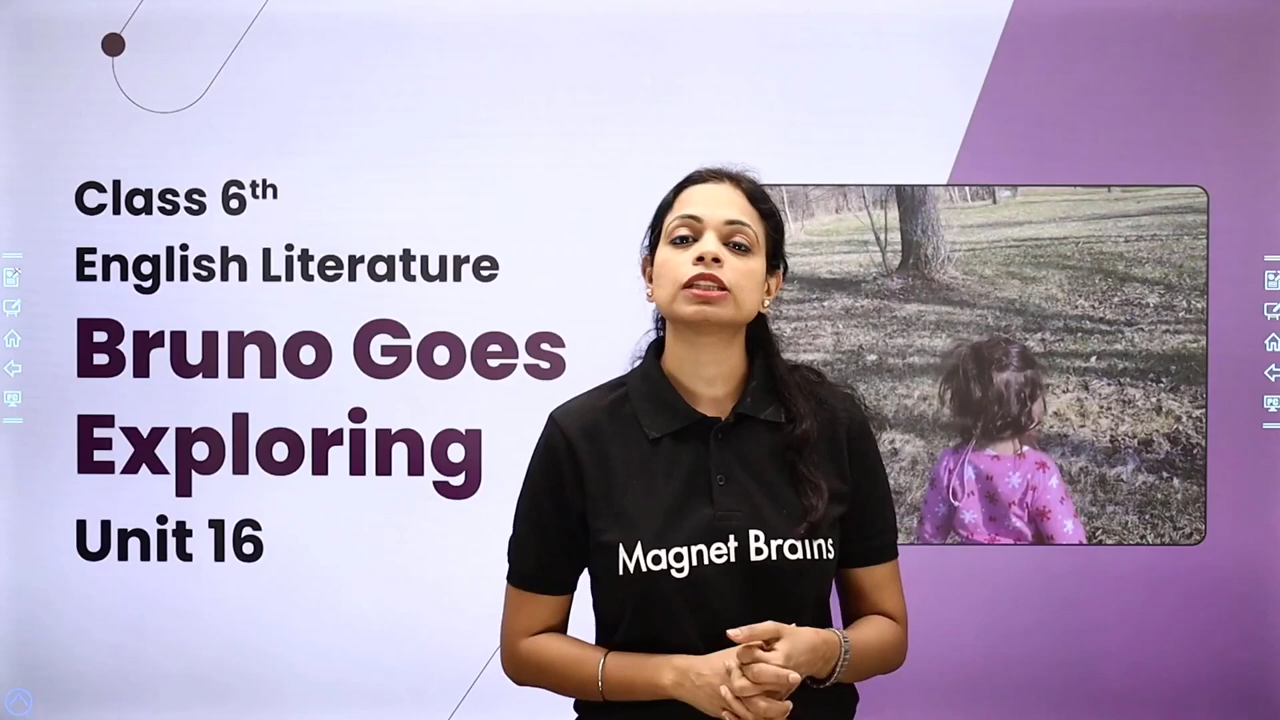 Class 6th
English Literature
Bruno Goes
Exploring
Unit 16
Magnet Brains